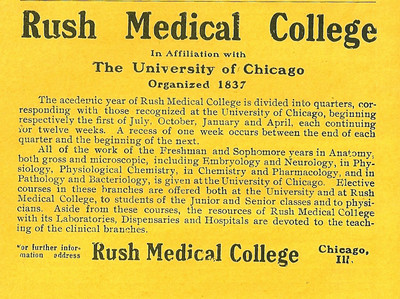 Rush Medical College
In Affiliation with
The University of Chicago
Organized 1837
The acedemic year of Rush Medical College is divided into quarters, cor-
responding with those recognized at the University of Chicago, beginning
respectively the first of July, October, January and April, each continuing
for twelve weeks. A recess of one week occurs between the end of each
quarter and the beginning of the next.
All of the work of the Freshman and Sophomore years in Anatomy,
both gross and microscopic, including Embryology and Neurology, in Phy-
siology, Physiological Chemistry, in Chemistry and Pharmacology, and in
Pathology and Bacteriology, is given at the University of Chicago. Elective
courses in these branches are offered both at the University and at Rush
Medical College, to students of the Junior and Senior classes and to physi-
cians. Aside from these courses, the resources of Rush Medical College
with its Laboratories, Dispensaries and Hospitals are devoted to the teach-
ing of the clinical branches.
For further infor-
mation address
Rush Medical College
Chicago,
Ill.